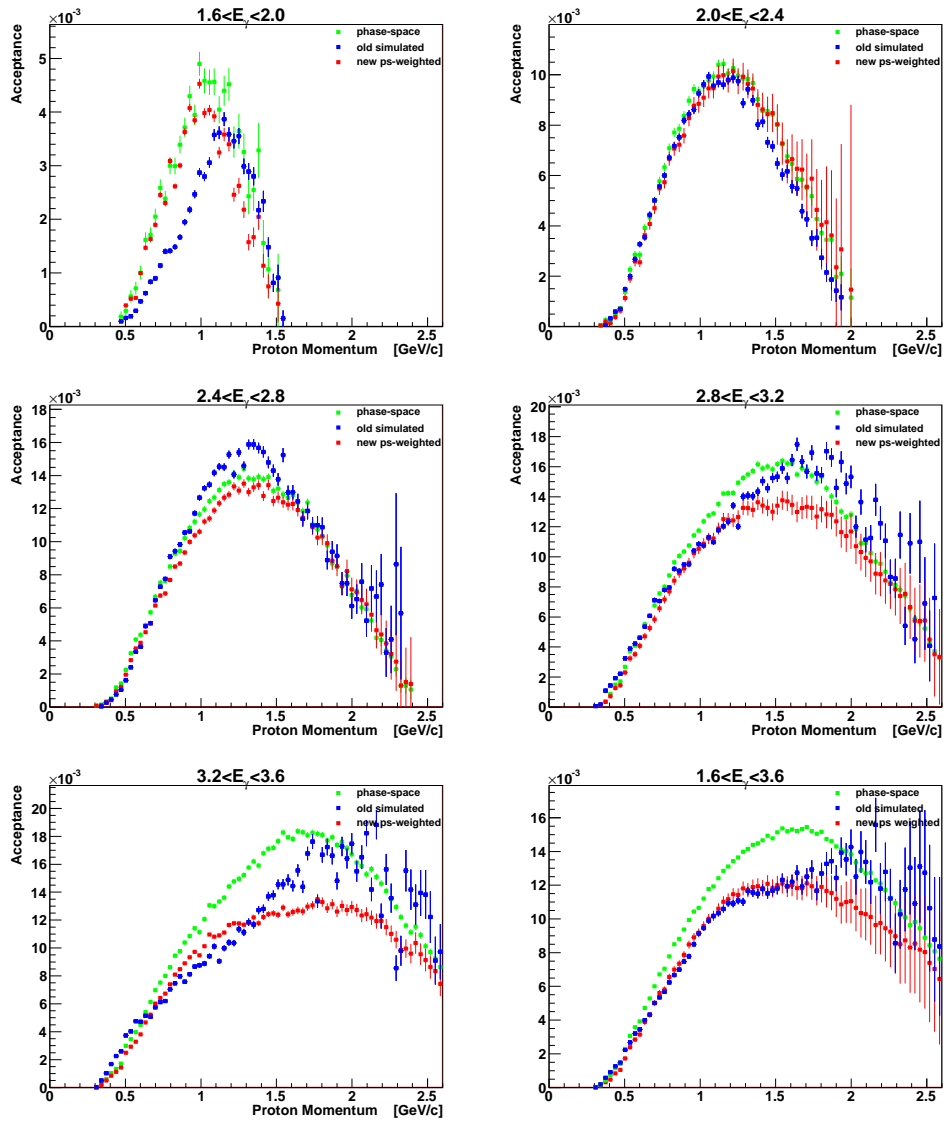 1.6<Eγ<2.0
×10⁻³
Acceptance
phase-space
old simulated
new ps-weighted
5
4
3
2
1
0
0 0.5 1 1.5 2 2.5
Proton Momentum [GeV/c]
2.0<Eγ<2.4
×10⁻³
Acceptance
phase-space
old simulated
new ps-weighted
10
8
6
4
2
0
0 0.5 1 1.5 2 2.5
Proton Momentum [GeV/c]
2.4<Eγ<2.8
×10⁻³
Acceptance
phase-space
old simulated
new ps-weighted
18
16
14
12
10
8
6
4
2
0
0 0.5 1 1.5 2 2.5
Proton Momentum [GeV/c]
2.8<Eγ<3.2
×10⁻³
Acceptance
phase-space
old simulated
new ps-weighted
20
18
16
14
12
10
8
6
4
2
0
0 0.5 1 1.5 2 2.5
Proton Momentum [GeV/c]
3.2<Eγ<3.6
×10⁻³
Acceptance
phase-space
old simulated
new ps-weighted
20
18
16
14
12
10
8
6
4
2
0
0 0.5 1 1.5 2 2.5
Proton Momentum [GeV/c]
1.6<Eγ<3.6
×10⁻³
Acceptance
phase-space
old simulated
new ps weighted
16
14
12
10
8
6
4
2
0
0 0.5 1 1.5 2 2.5
Proton Momentum [GeV/c]